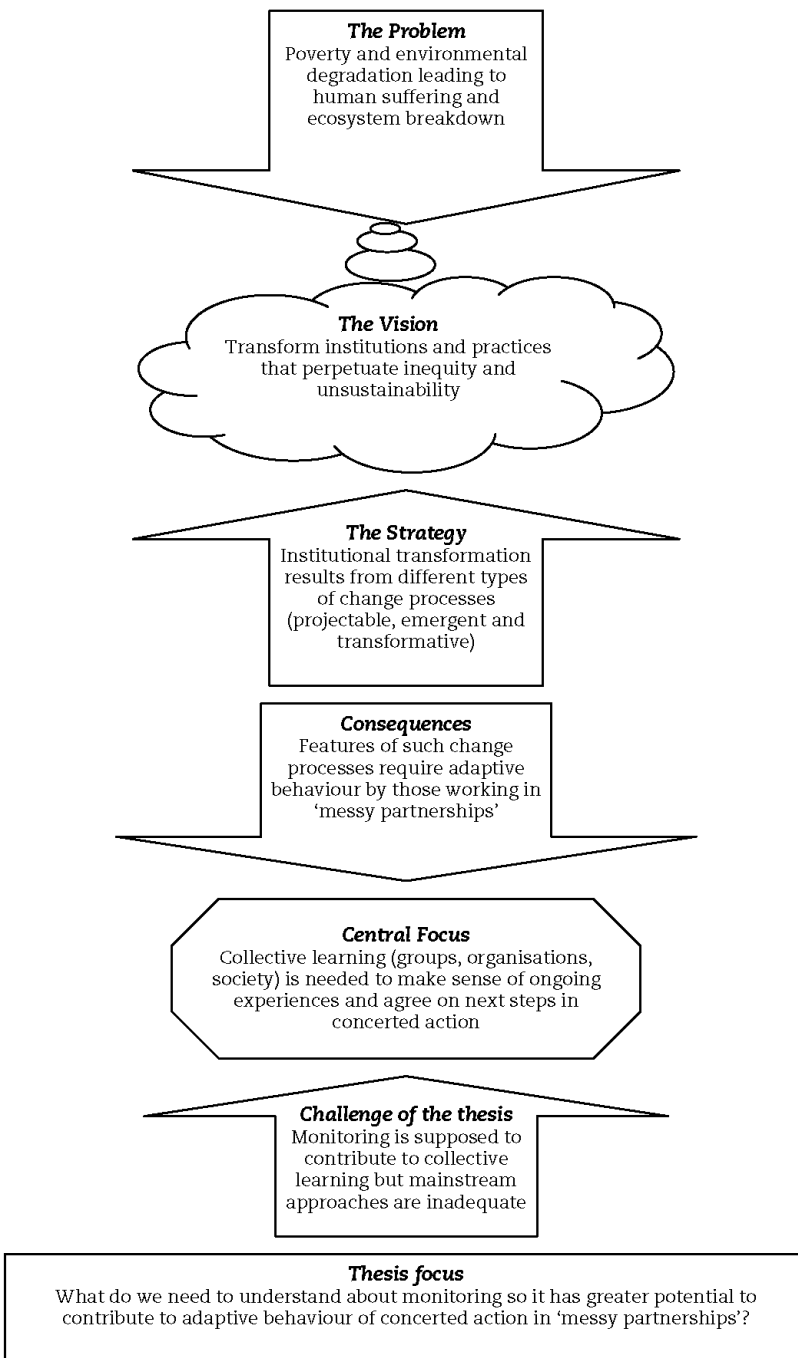 The Problem
Poverty and environmental
degradation leading to
human suffering and
ecosystem breakdown
The Vision
Transform institutions and practices
that perpetuate inequity and
unsustainability
The Strategy
Institutional transformation
results from different types
of change processes
(projectable, emergent and
transformative)
Consequences
Features of such change
processes require adaptive
behaviour by those working in
‘messy partnerships’
Central Focus
Collective learning (groups, organisations,
society) is needed to make sense of ongoing
experiences and agree on next steps in
concerted action
Challenge of the thesis
Monitoring is supposed to
contribute to collective
learning but mainstream
approaches are inadequate
Thesis focus
What do we need to understand about monitoring so it has greater potential to
contribute to adaptive behaviour of concerted action in ‘messy partnerships’?